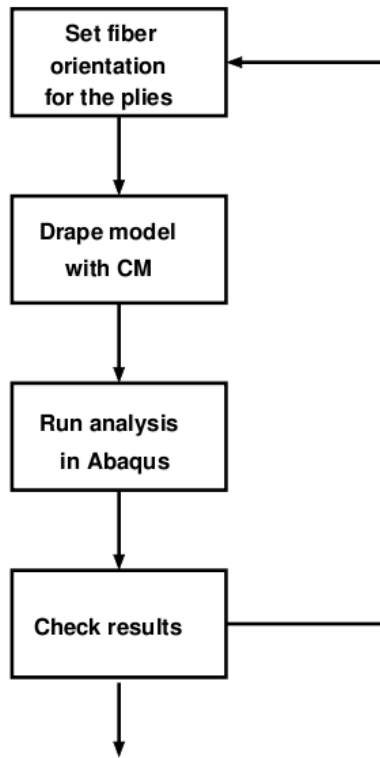 Set fiber
orientation
for the plies
Drape model
with CM
Run analysis
in Abaqus
Check results